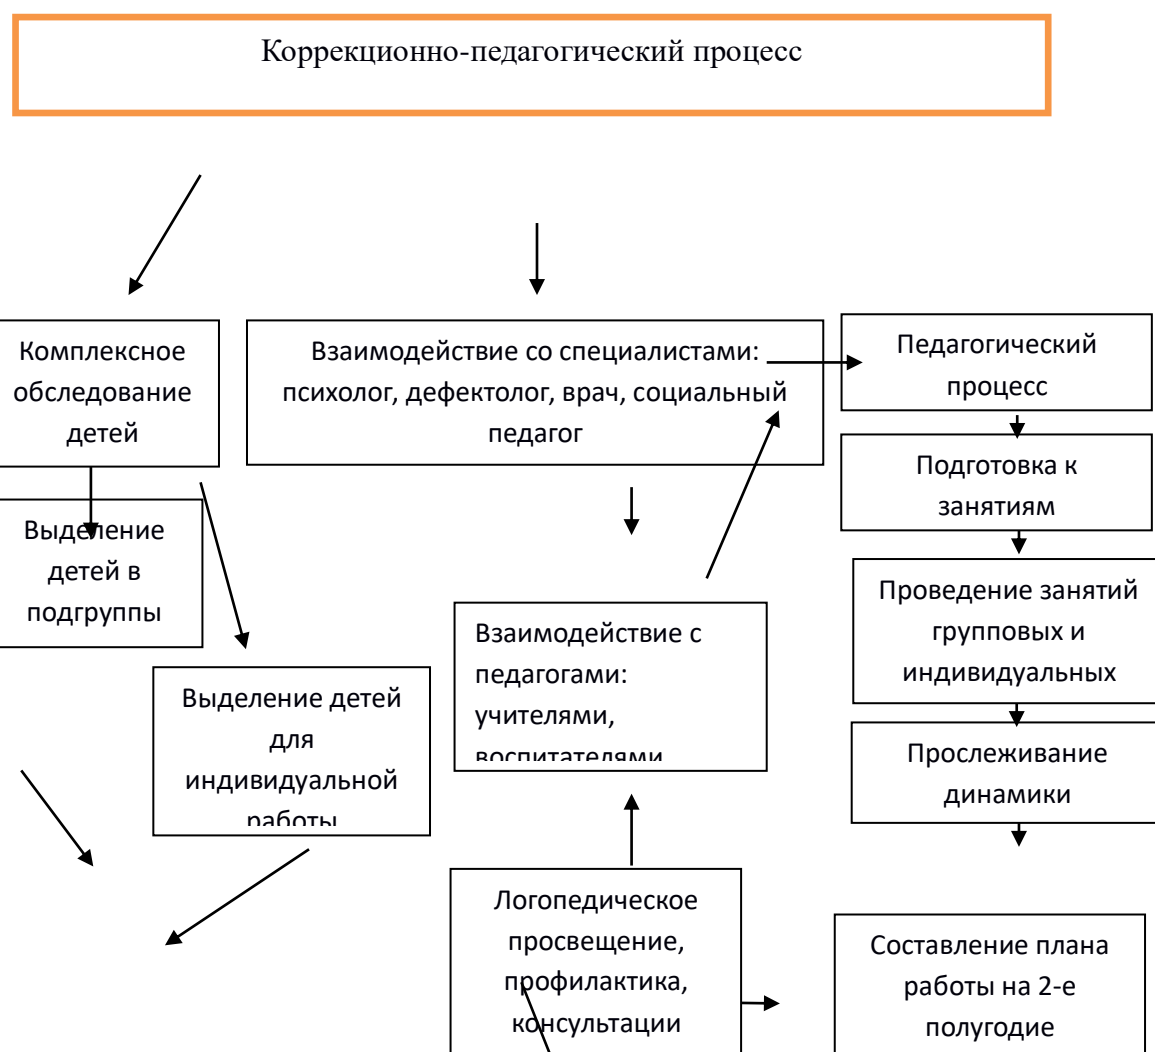 Коррекционно-педагогический процесс
Комплексное
обследование
детей
Взаимодействие со специалистами:
психолог, дефектолог, врач, социальный
педагог
Педагогический
процесс
Подготовка к
занятиям
Выделение
детей в
подгруппы
Проведение занятий
групповых и
индивидуальных
Взаимодействие с
педагогами:
учителями,
воспитателями
Выделение детей
для
индивидуальной
работы
Прослеживание
динамики
Логопедическое
просвещение,
профилактика,
консультации
Составление плана
работы на 2-е
полугодие